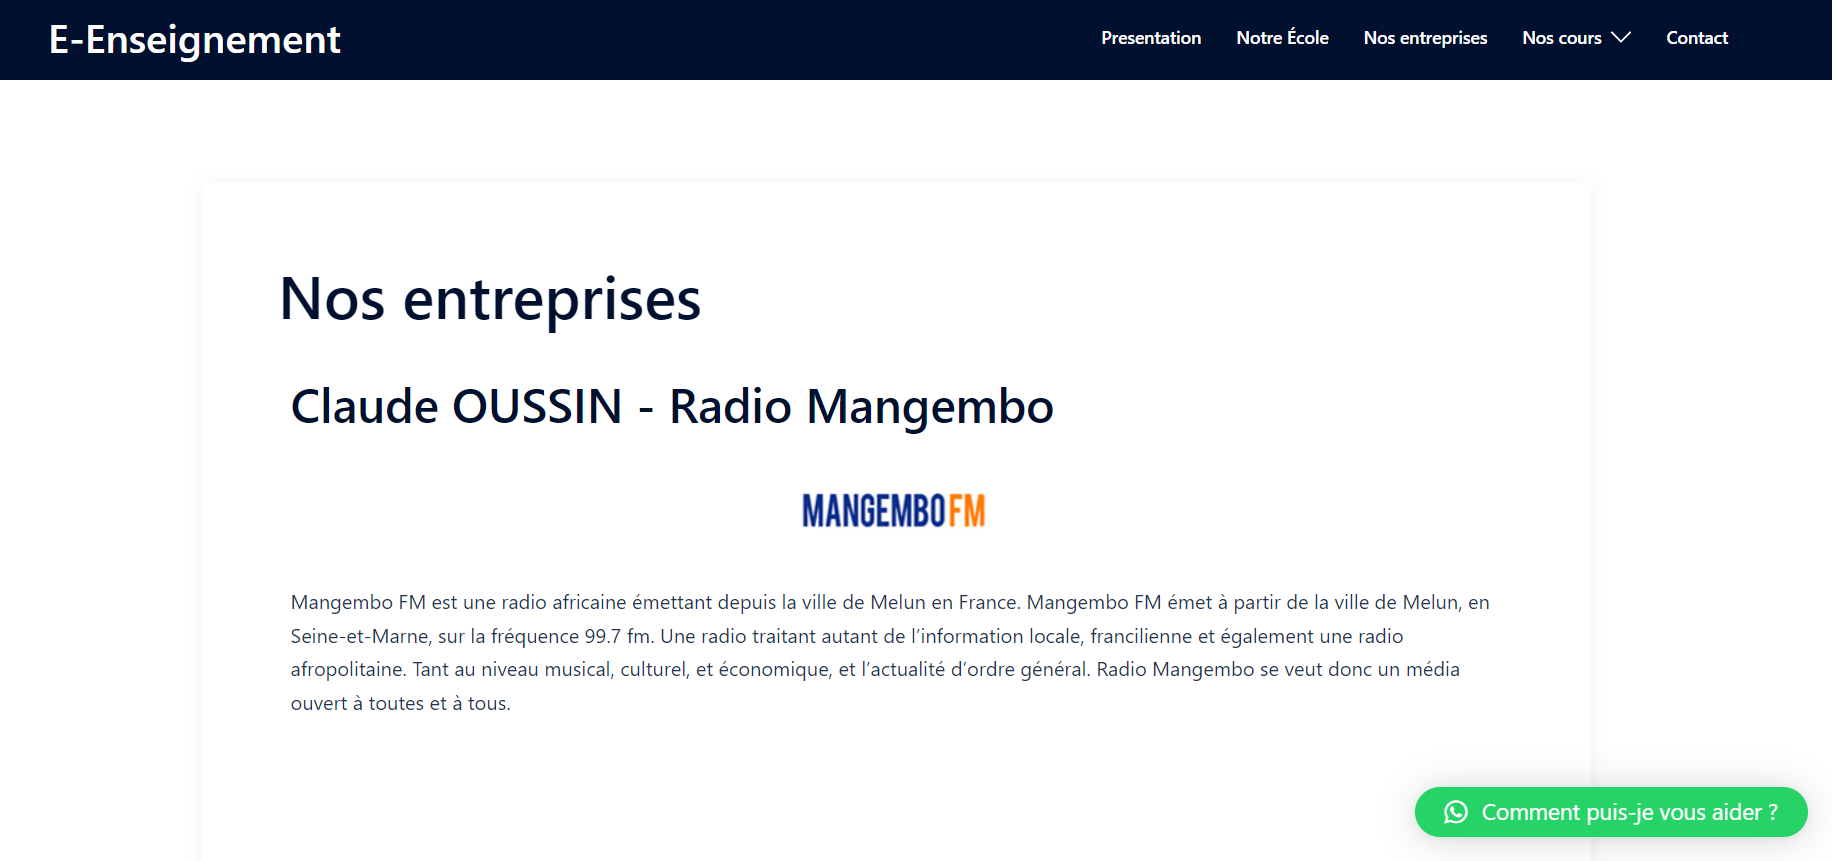 E-Enseignement
Presentation
Notre École
Nos entreprises
Nos cours
Contact
Nos entreprises
Claude OUSSIN - Radio Mangembo
MANGEMBO FM
Mangembo FM est une radio africaine émettant depuis la ville de Melun en France. Mangembo FM émet à partir de la ville de Melun, en
Seine-et-Marne, sur la fréquence 99.7 fm. Une radio traitant autant de l’information locale, francilienne et également une radio
afropolitaine. Tant au niveau musical, culturel, et économique, et l’actualité d’ordre général. Radio Mangembo se veut donc un média
ouvert à toutes et à tous.
Comment puis-je vous aider ?